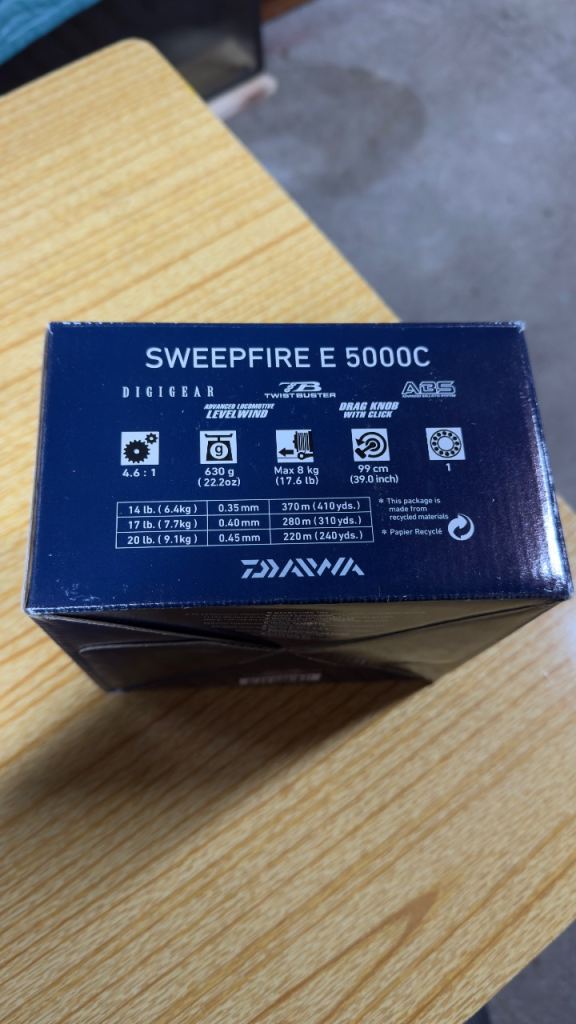 SWEEPFIRE E 5000C
DIGIGEAR TB TWIST BUSTER ABS
ADVANCED LOCOMOTIVE LEVELWIND DRAG KNOB WITH CLICK
g
4.6 : 1 630 g (22.2oz) Max 8 kg (17.6 lb) 99 cm (39.0 inch) 1
14 lb. (6.4kg) 0.35 mm 370 m (410 yds.)
17 lb. (7.7kg) 0.40 mm 280 m (310 yds.)
20 lb. (9.1kg) 0.45 mm 220 m (240 yds.)
* This package is
made from
recycled materials
* Papier Recyclé
DAIWA